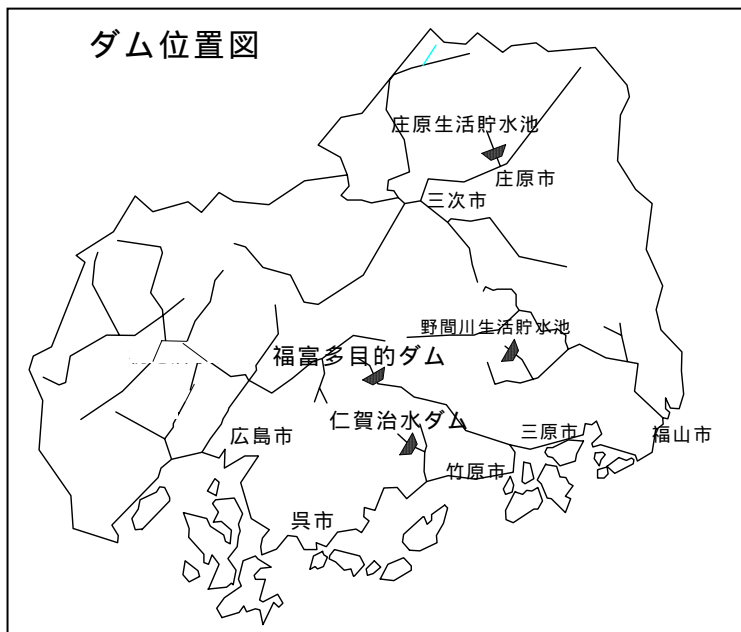 ダム位置図
庄原生活貯水池
庄原市
三次市
野間川生活貯水池
福富多目的ダム
仁賀治水ダム
三原市
福山市
広島市
竹原市
呉市